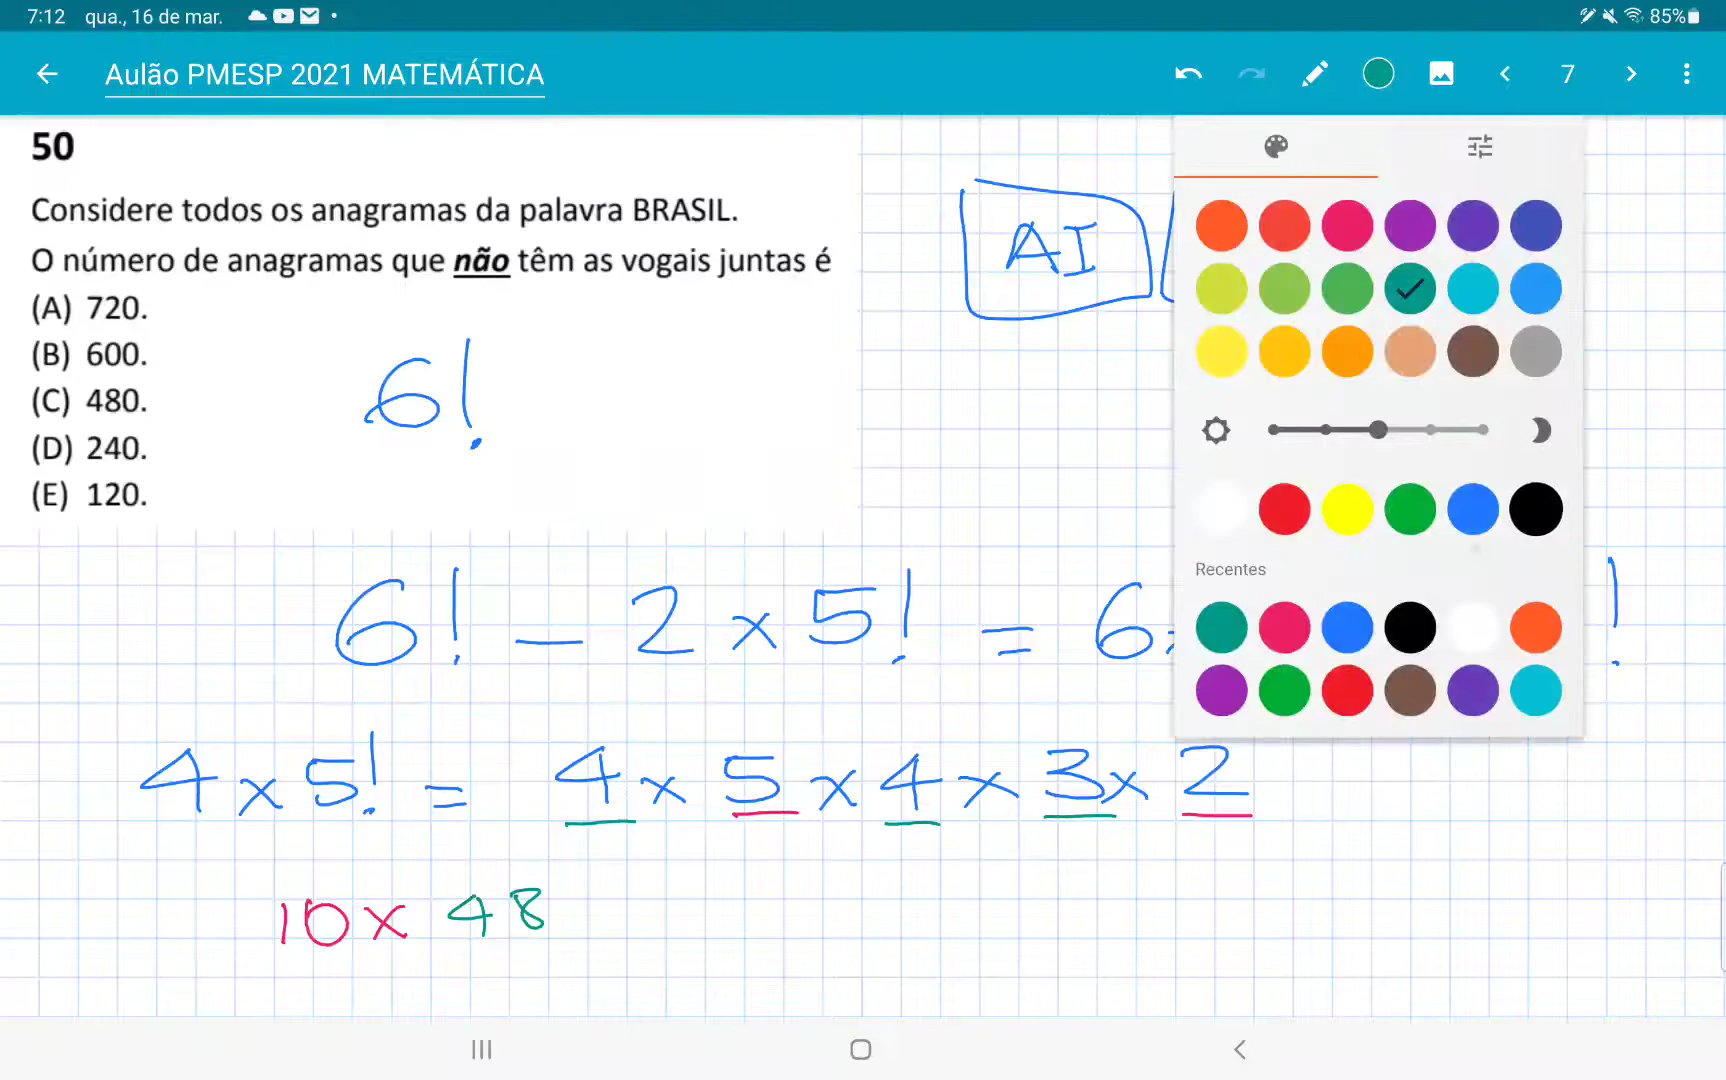 7:12 qua., 16 de mar. 85%
Aulão PMESP 2021 MATEMÁTICA 7
50
Considere todos os anagramas da palavra BRASIL.
O número de anagramas que não têm as vogais juntas é
(A) 720.
(B) 600.
(C) 480.
(D) 240.
(E) 120.
6!
AI
Recentes
6! - 2 x 5! = 6 !
4 x 5! = 4 x 5 x 4 x 3 x 2
10 x 48